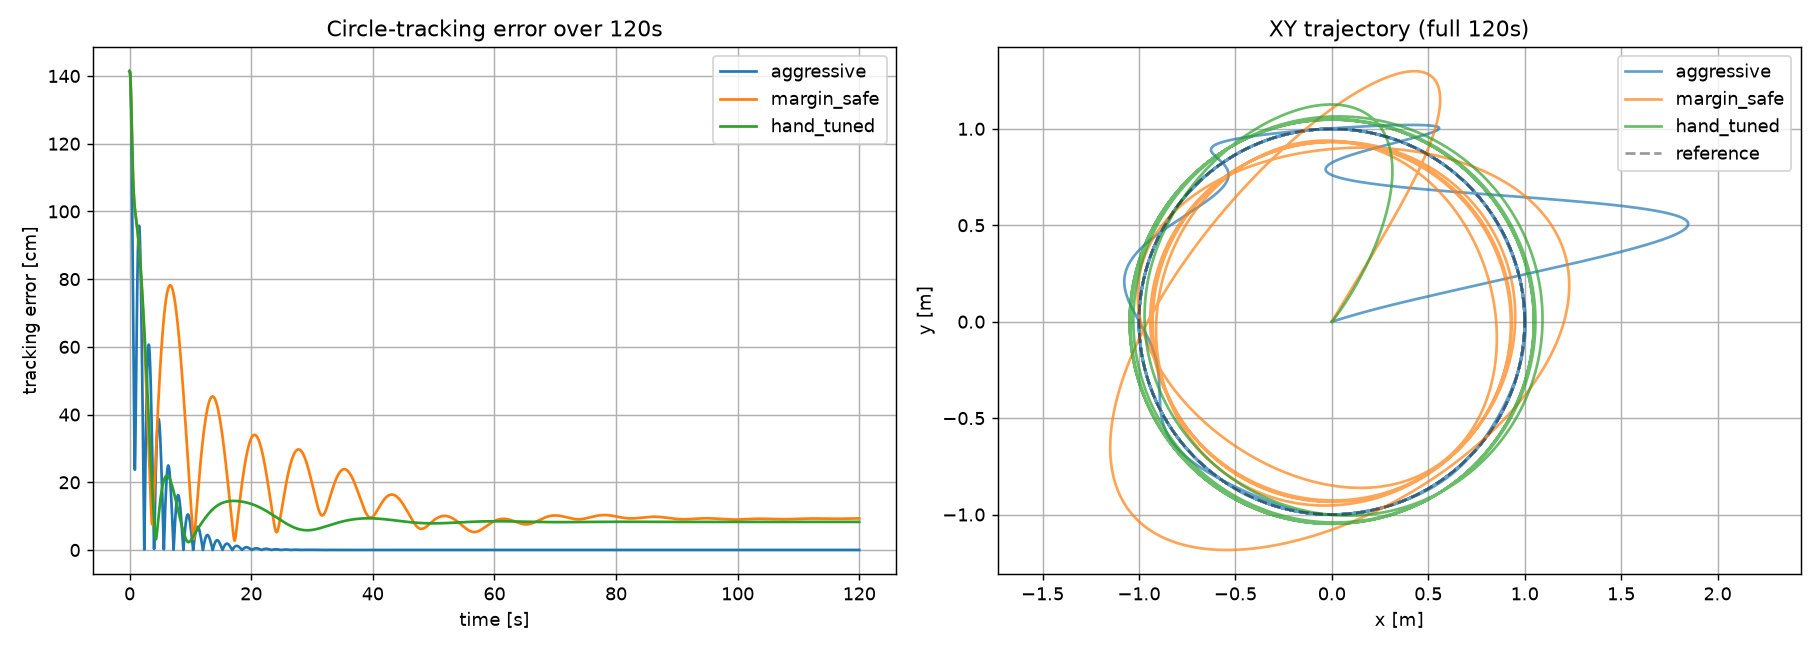 Circle-tracking error over 120s
tracking error [cm]
140
120
100
80
60
40
20
0
0 20 40 60 80 100 120
time [s]
aggressive
margin_safe
hand_tuned
XY trajectory (full 120s)
y [m]
1.0
0.5
0.0
−0.5
−1.0
−1.5 −1.0 −0.5 0.0 0.5 1.0 1.5 2.0
x [m]
aggressive
margin_safe
hand_tuned
reference